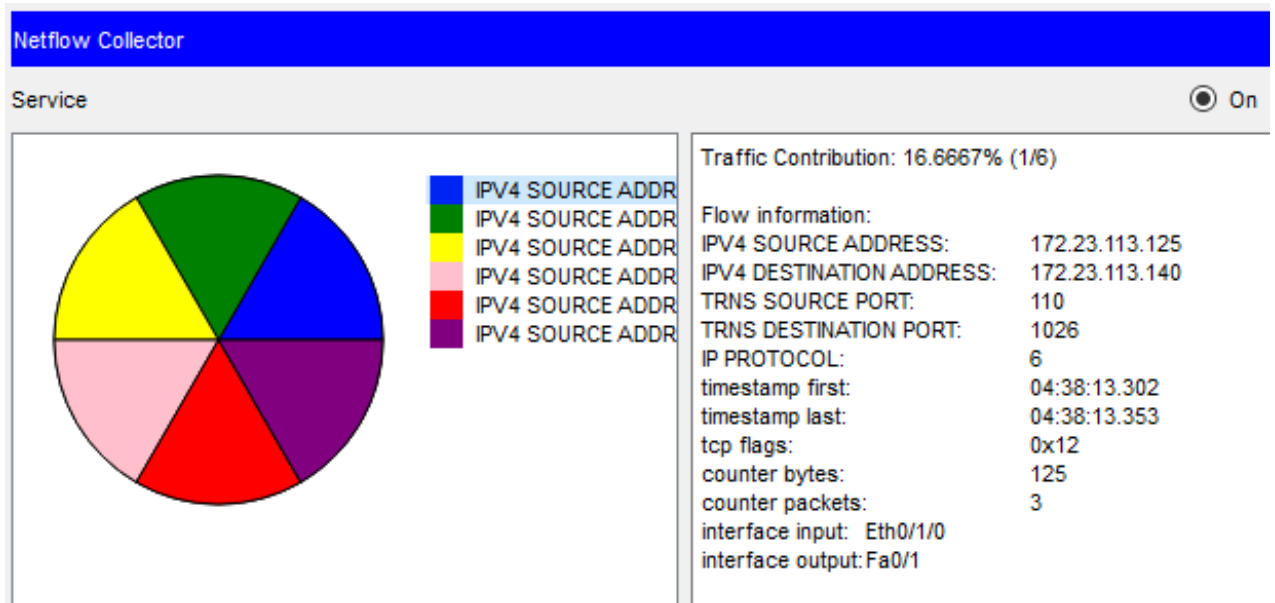 Netflow Collector
Service
On
IPV4 SOURCE ADDR
IPV4 SOURCE ADDR
IPV4 SOURCE ADDR
IPV4 SOURCE ADDR
IPV4 SOURCE ADDR
IPV4 SOURCE ADDR
Traffic Contribution: 16.6667% (1/6)
Flow information:
IPV4 SOURCE ADDRESS: 172.23.113.125
IPV4 DESTINATION ADDRESS: 172.23.113.140
TRNS SOURCE PORT: 110
TRNS DESTINATION PORT: 1026
IP PROTOCOL: 6
timestamp first: 04:38:13.302
timestamp last: 04:38:13.353
tcp flags: 0x12
counter bytes: 125
counter packets: 3
interface input: Eth0/1/0
interface output:Fa0/1